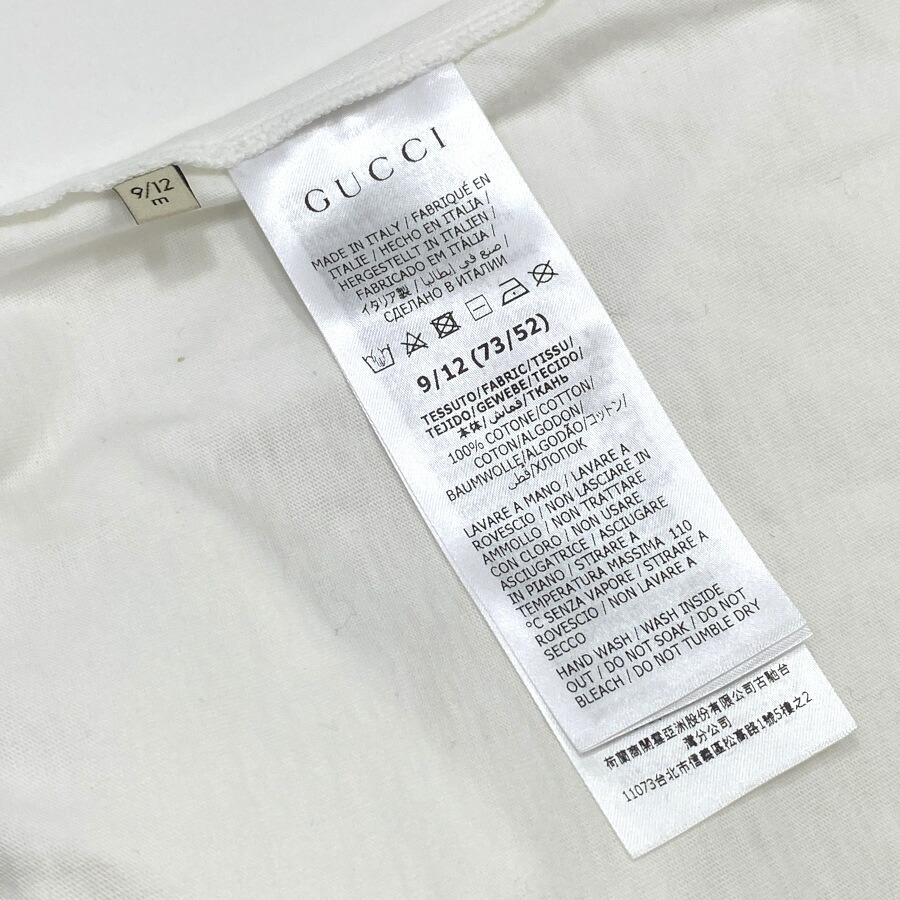 9/12
m
GUCCI
MADE IN ITALY / FABRIQUÉ EN
ITALIE / HECHO EN ITALIA /
HERGESTELLT IN ITALIEN /
FABRICADO EM ITÁLIA /
イタリア製 / صنع في إيطاليا /
СДЕЛАНО В ИТАЛИИ
9/12 (73/52)
TESSUTO/FABRIC/TISSU/
TEJIDO/GEWEBE/TECIDO/
本体/قماش/ТКАНЬ
100% COTONE/COTTON/
COTON/ALGODON/
BAUMWOLLE/ALGODÃO/コットン/
قطن/ХЛОПОК
LAVARE A MANO / LAVARE A
ROVESCIO / NON LASCIARE IN
AMMOLLO / NON TRATTARE
CON CLORO / NON USARE
ASCIUGATRICE / ASCIUGARE
IN PIANO / STIRARE A
TEMPERATURA MASSIMA 110
°C SENZA VAPORE / STIRARE A
ROVESCIO / NON LAVARE A
SECCO
HAND WASH / WASH INSIDE
OUT / DO NOT SOAK / DO NOT
BLEACH / DO NOT TUMBLE DRY
荷蘭商開雲亞洲股份有限公司古馳台
灣分公司
11073台北市信義區松高路1號5樓之2